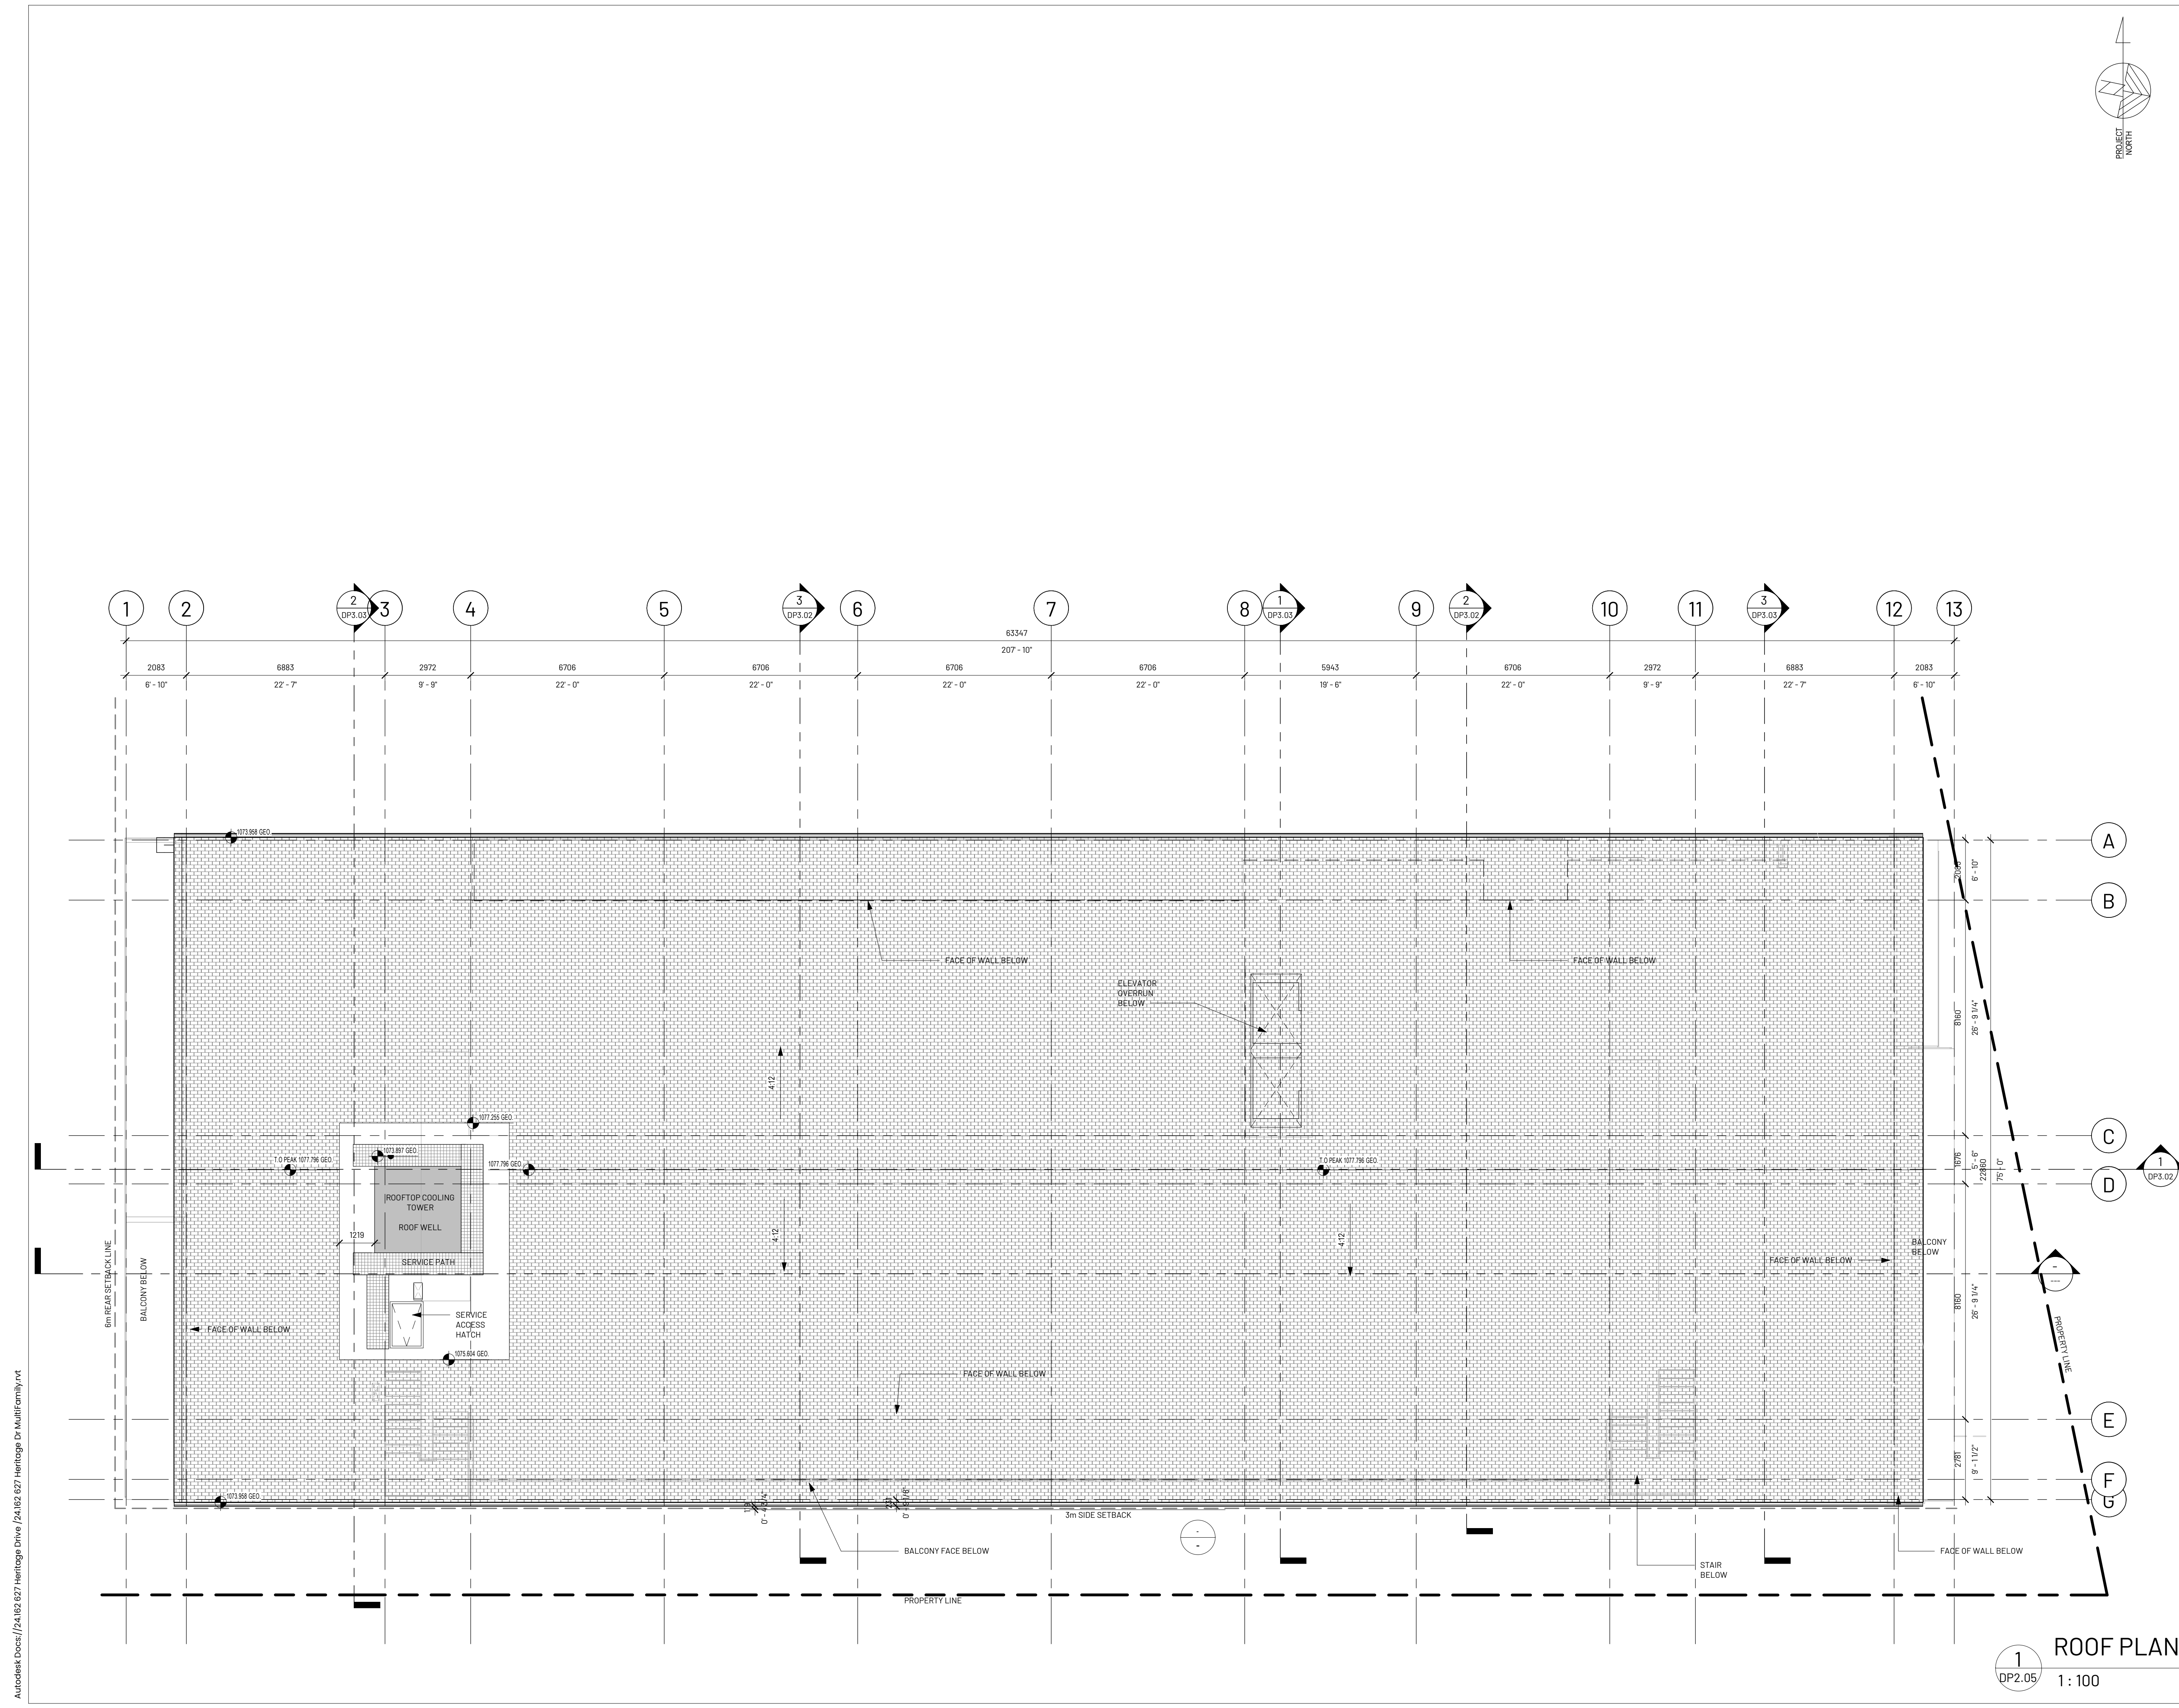 PROJECT
NORTH
1
2
2
DP3.03
3
4
5
3
DP3.02
6
7
8
1
DP3.03
9
2
DP3.02
10
11
3
DP3.03
12
13
63347
207' - 10"
2083
6883
2972
6706
6706
6706
6706
5943
6706
2972
6883
2083
6' - 10"
22' - 7"
9' - 9"
22' - 0"
22' - 0"
22' - 0"
22' - 0"
19' - 6"
22' - 0"
9' - 9"
22' - 7"
6' - 10"
1073.958 GEO.
A
6' - 10"
B
FACE OF WALL BELOW
FACE OF WALL BELOW
ELEVATOR
OVERRUN
BELOW
8160
26' - 9 1/4"
4:12
1077.255 GEO.
C
1073.897 GEO.
T.O PEAK 1077.796 GEO.
1077.796 GEO.
T.O PEAK 1077.796 GEO.
1676
5' - 6"
22860
75' - 0"
1
DP3.02
D
ROOFTOP COOLING
TOWER
ROOF WELL
1219
4:12
4:12
SERVICE PATH
BALCONY
BELOW
FACE OF WALL BELOW
6m REAR SETBACK LINE
BALCONY BELOW
SERVICE
ACCESS
HATCH
FACE OF WALL BELOW
8160
26' - 9 1/4"
PROPERTY LINE
1075.604 GEO.
FACE OF WALL BELOW
E
2781
9' - 1 1/2"
F
G
1073.958 GEO.
0' - 4 3/4"
0' - 9 1/8"
3m SIDE SETBACK
BALCONY FACE BELOW
STAIR
BELOW
FACE OF WALL BELOW
PROPERTY LINE
Autodesk Docs://24.162 627 Heritage Drive /24.162 627 Heritage Dr MultiFamily.rvt
1
DP2.05
ROOF PLAN
1 : 100